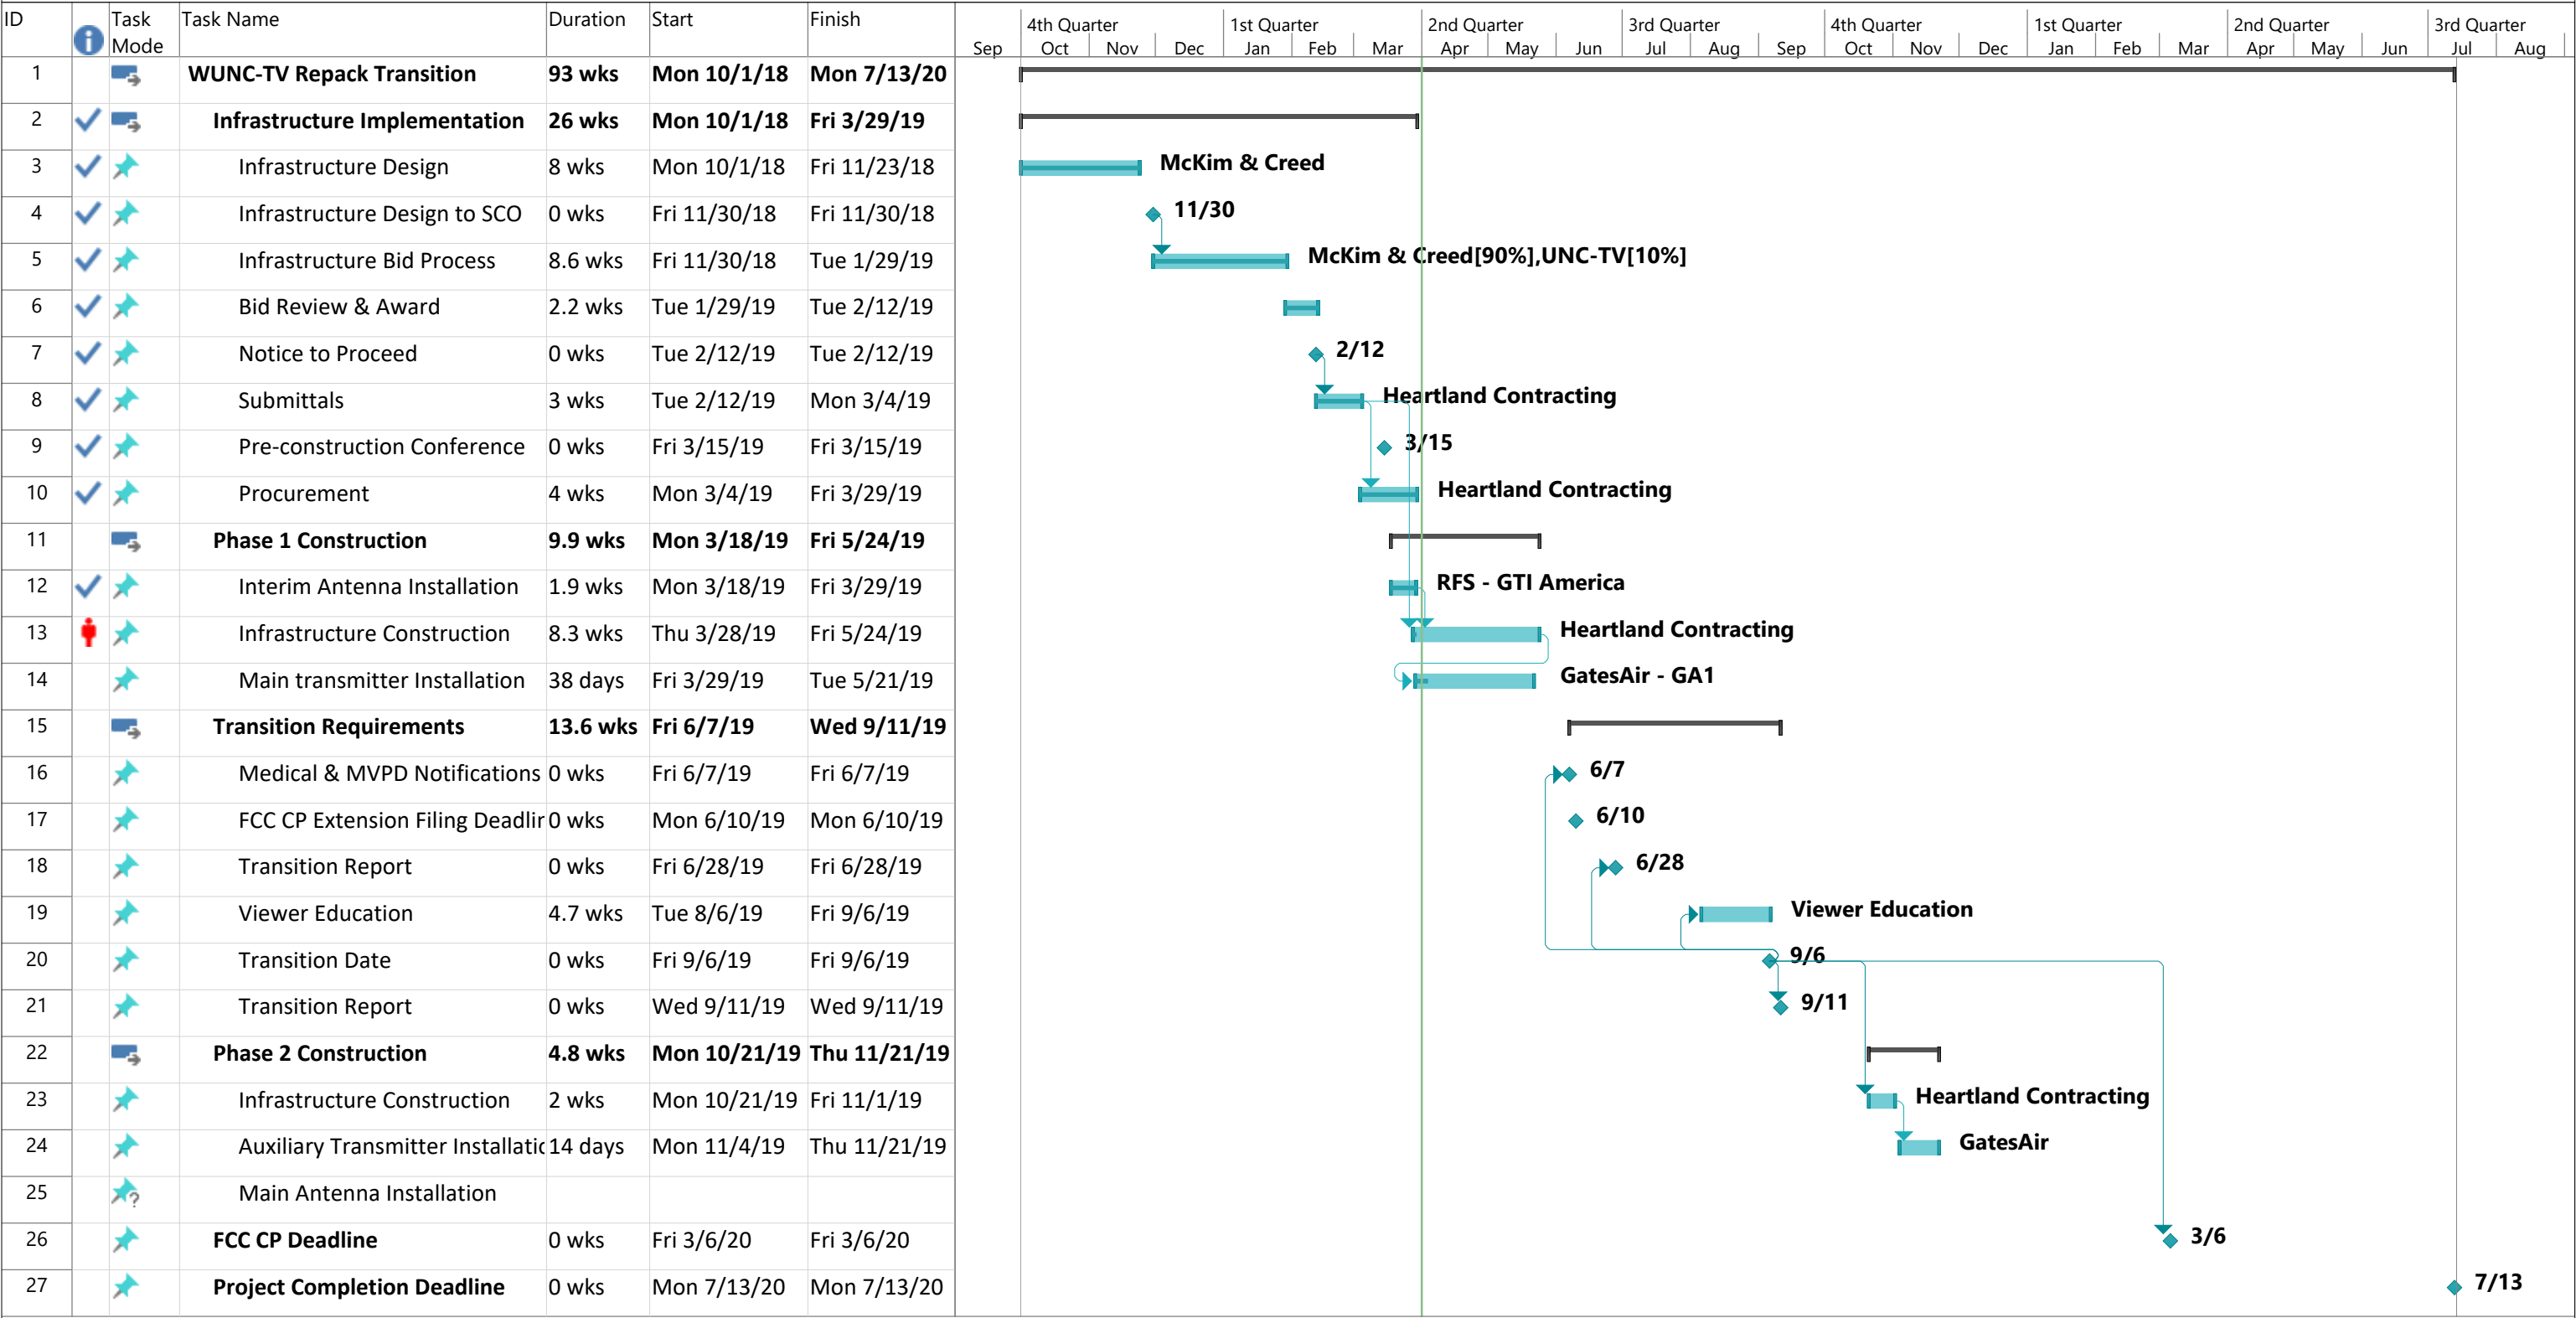 ID Task Mode Task Name Duration Start Finish
4th Quarter 1st Quarter 2nd Quarter 3rd Quarter 4th Quarter 1st Quarter 2nd Quarter 3rd Quarter
Sep Oct Nov Dec Jan Feb Mar Apr May Jun Jul Aug Sep Oct Nov Dec Jan Feb Mar Apr May Jun Jul Aug
1 WUNC-TV Repack Transition 93 wks Mon 10/1/18 Mon 7/13/20
2 Infrastructure Implementation 26 wks Mon 10/1/18 Fri 3/29/19
3 Infrastructure Design 8 wks Mon 10/1/18 Fri 11/23/18 McKim & Creed
4 Infrastructure Design to SCO 0 wks Fri 11/30/18 Fri 11/30/18 11/30
5 Infrastructure Bid Process 8.6 wks Fri 11/30/18 Tue 1/29/19 McKim & Creed[90%],UNC-TV[10%]
6 Bid Review & Award 2.2 wks Tue 1/29/19 Tue 2/12/19
7 Notice to Proceed 0 wks Tue 2/12/19 Tue 2/12/19 2/12
8 Submittals 3 wks Tue 2/12/19 Mon 3/4/19 Heartland Contracting
9 Pre-construction Conference 0 wks Fri 3/15/19 Fri 3/15/19 3/15
10 Procurement 4 wks Mon 3/4/19 Fri 3/29/19 Heartland Contracting
11 Phase 1 Construction 9.9 wks Mon 3/18/19 Fri 5/24/19
12 Interim Antenna Installation 1.9 wks Mon 3/18/19 Fri 3/29/19 RFS - GTI America
13 Infrastructure Construction 8.3 wks Thu 3/28/19 Fri 5/24/19 Heartland Contracting
14 Main transmitter Installation 38 days Fri 3/29/19 Tue 5/21/19 GatesAir - GA1
15 Transition Requirements 13.6 wks Fri 6/7/19 Wed 9/11/19
16 Medical & MVPD Notifications 0 wks Fri 6/7/19 Fri 6/7/19 6/7
17 FCC CP Extension Filing Deadlin 0 wks Mon 6/10/19 Mon 6/10/19 6/10
18 Transition Report 0 wks Fri 6/28/19 Fri 6/28/19 6/28
19 Viewer Education 4.7 wks Tue 8/6/19 Fri 9/6/19 Viewer Education
20 Transition Date 0 wks Fri 9/6/19 Fri 9/6/19 9/6
21 Transition Report 0 wks Wed 9/11/19 Wed 9/11/19 9/11
22 Phase 2 Construction 4.8 wks Mon 10/21/19 Thu 11/21/19
23 Infrastructure Construction 2 wks Mon 10/21/19 Fri 11/1/19 Heartland Contracting
24 Auxiliary Transmitter Installatic 14 days Mon 11/4/19 Thu 11/21/19 GatesAir
25 Main Antenna Installation
26 FCC CP Deadline 0 wks Fri 3/6/20 Fri 3/6/20 3/6
27 Project Completion Deadline 0 wks Mon 7/13/20 Mon 7/13/20 7/13